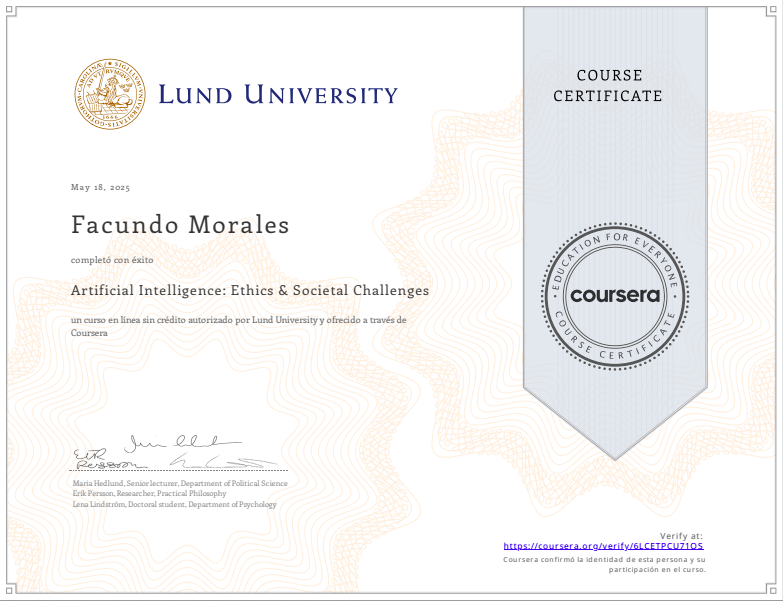 LUND UNIVERSITY
COURSE
CERTIFICATE
May 18, 2025
Facundo Morales
completó con éxito
Artificial Intelligence: Ethics & Societal Challenges
un curso en línea sin crédito autorizado por Lund University y ofrecido a través de
Coursera
EDUCATION FOR EVERYONE
coursera
COURSE CERTIFICATE
Erik
Persson
Maria Hedlund, Senior lecturer, Department of Political Science
Erik Persson, Researcher, Practical Philosophy
Lena Lindström, Doctoral student, Department of Psychology
Verify at:
https://coursera.org/verify/6LCETPCU71OS
Coursera confirmó la identidad de esta persona y su
participación en el curso.